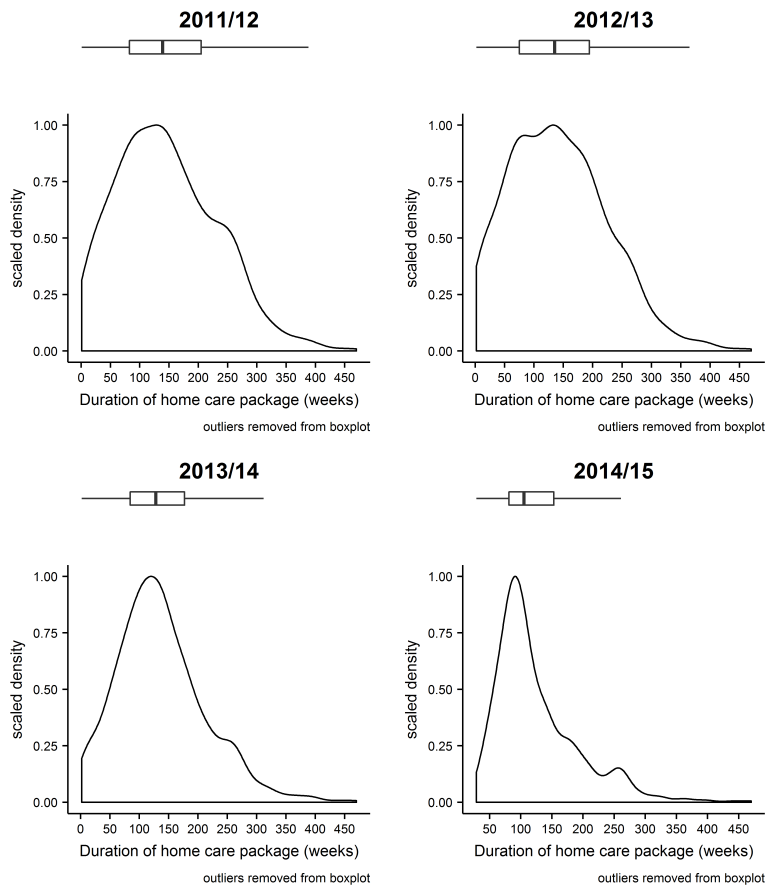 2011/12
1.00
0.75
0.50
0.25
0.00
scaled density
0 50 100 150 200 250 300 350 400 450
Duration of home care package (weeks)
outliers removed from boxplot
2012/13
1.00
0.75
0.50
0.25
0.00
scaled density
0 50 100 150 200 250 300 350 400 450
Duration of home care package (weeks)
outliers removed from boxplot
2013/14
1.00
0.75
0.50
0.25
0.00
scaled density
0 50 100 150 200 250 300 350 400 450
Duration of home care package (weeks)
outliers removed from boxplot
2014/15
1.00
0.75
0.50
0.25
0.00
scaled density
50 100 150 200 250 300 350 400 450
Duration of home care package (weeks)
outliers removed from boxplot